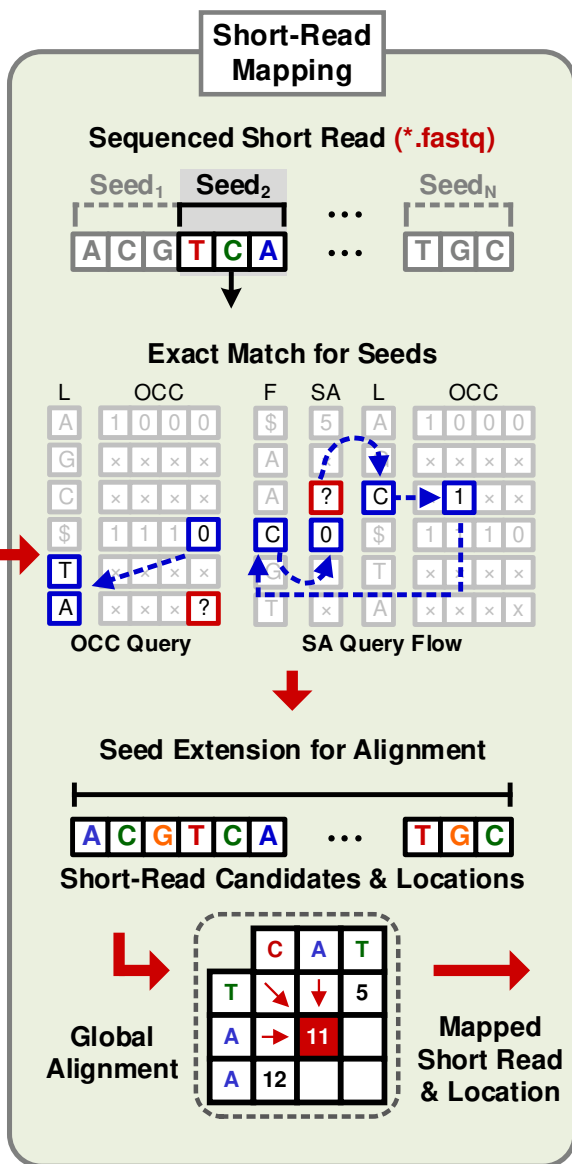 Short-Read
Mapping
Sequenced Short Read (*.fastq)
Seed1 Seed2 ... SeedN
A C G T C A ... T G C
Exact Match for Seeds
L OCC F SA L OCC
A 1 0 0 0 $ 5 A 1 0 0 0
G × × × × A × × × ×
C × × × × A ? C 1 × ×
$ 1 1 1 0 C 0 $ 1 1 0
T × × × × G T × × × ×
A × × × ? T × A × × × x
OCC Query SA Query Flow
Seed Extension for Alignment
A C G T C A ... T G C
Short-Read Candidates & Locations
C A T
T 5
A 11
A 12
Global
Alignment
Mapped
Short Read
& Location